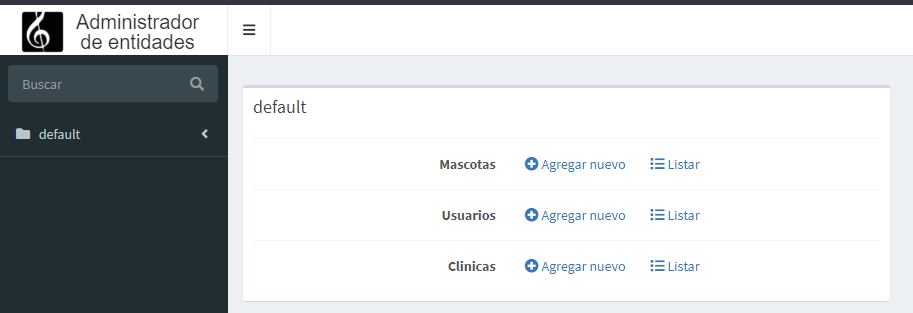 Administrador
de entidades
Buscar
default
default
Mascotas Agregar nuevo Listar
Usuarios Agregar nuevo Listar
Clinicas Agregar nuevo Listar